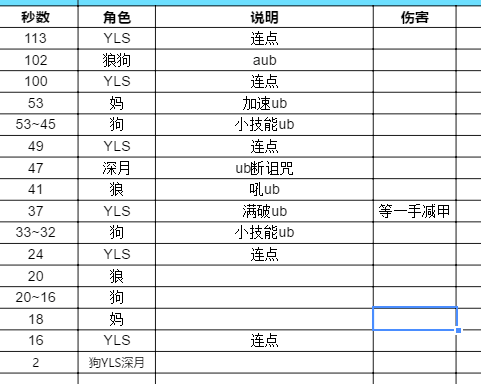 秒数 角色 说明 伤害
113 YLS 连点
102 狼狗 aub
100 YLS 连点
53 妈 加速ub
53~45 狗 小技能ub
49 YLS 连点
47 深月 ub断诅咒
41 狼 吼ub
37 YLS 满破ub 等一手减甲
33~32 狗 小技能ub
24 YLS 连点
20 狼
20~16 狗
18 妈
16 YLS 连点
2 狗YLS深月